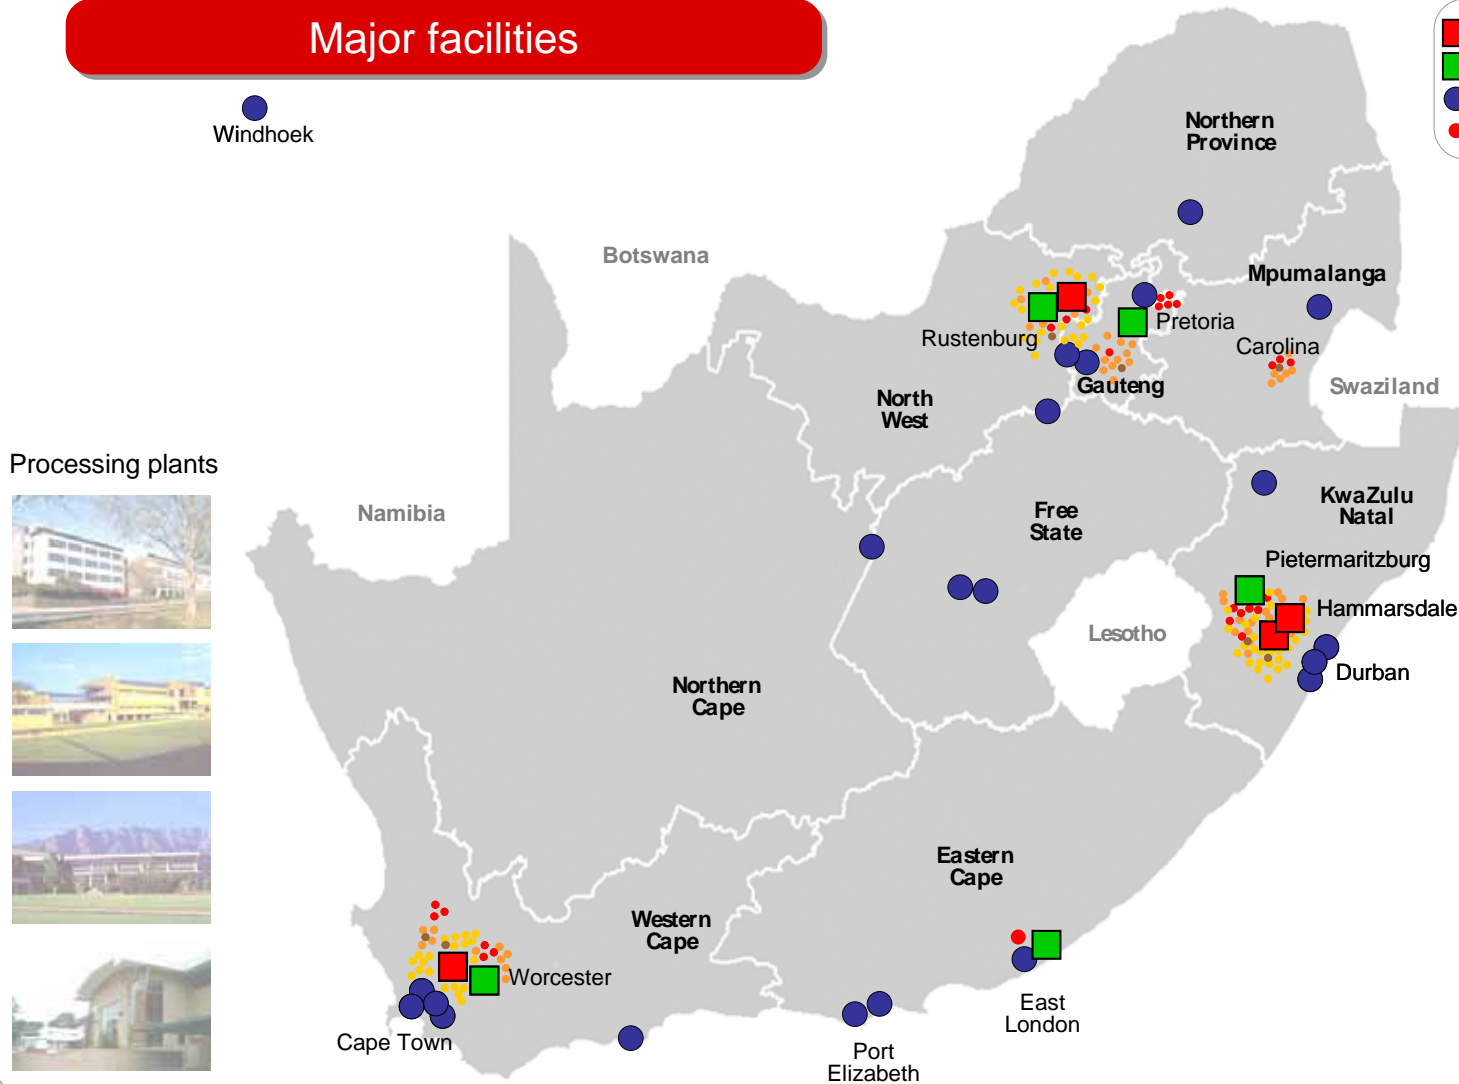 Major facilities
Windhoek
Northern
Province
Botswana
Mpumalanga
Rustenburg
Pretoria
Carolina
Gauteng
Swaziland
North
West
Processing plants
Namibia
Free
State
KwaZulu
Natal
Pietermaritzburg
Hammarsdale
Lesotho
Durban
Northern
Cape
Eastern
Cape
Western
Cape
Worcester
Cape Town
East
London
Port
Elizabeth